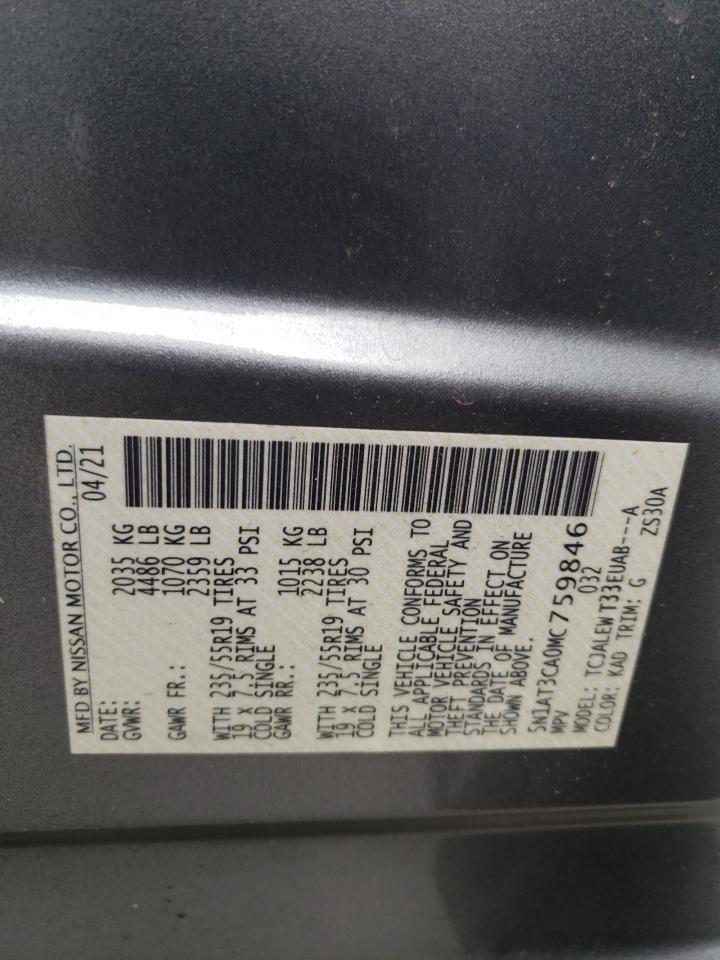 MFD BY NISSAN MOTOR CO., LTD.
DATE: 04/21
GVWR: 2035 KG
4486 LB
GAWR FR.: 1070 KG
2359 LB
WITH 235/55R19 TIRES
19 X 7.5 RIMS AT 33 PSI
COLD SINGLE
GAWR RR.: 1015 KG
2238 LB
WITH 235/55R19 TIRES
19 X 7.5 RIMS AT 30 PSI
COLD SINGLE
THIS VEHICLE CONFORMS TO
ALL APPLICABLE FEDERAL
MOTOR VEHICLE SAFETY AND
THEFT PREVENTION
STANDARDS IN EFFECT ON
THE DATE OF MANUFACTURE
SHOWN ABOVE.
5N1AT3CA0MC759846
MPV 032
MODEL: TCJALEWT33EUAB---A
COLOR: KAD TRIM: G ZS30A